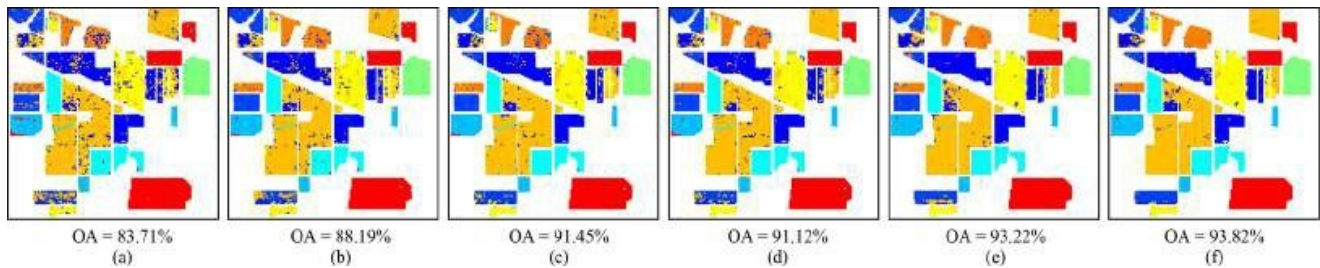 OA = 83.71% OA = 88.19% OA = 91.45% OA = 91.12% OA = 93.22% OA = 93.82%
(a) (b) (c) (d) (e) (f)